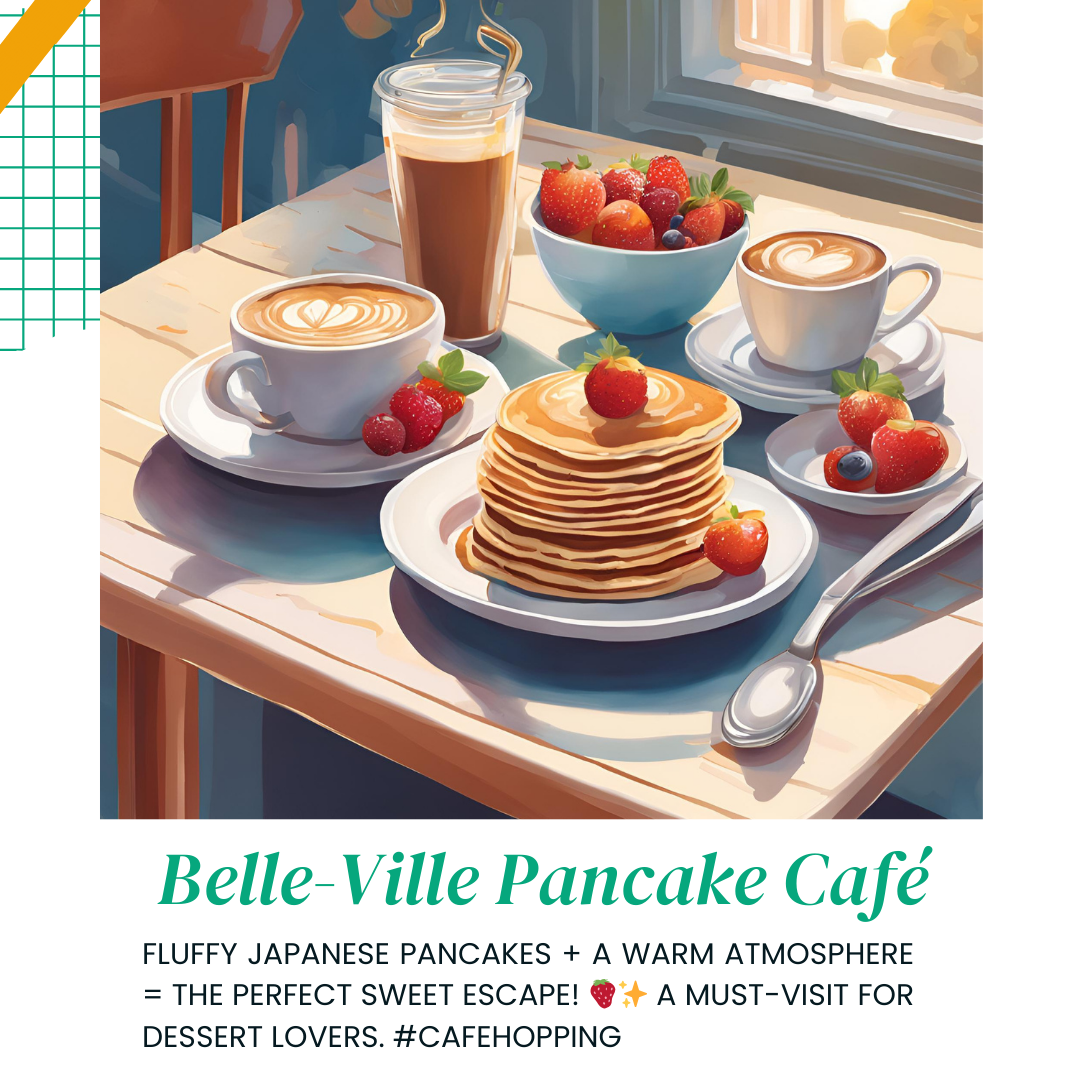 Belle-Ville Pancake Café
FLUFFY JAPANESE PANCAKES + A WARM ATMOSPHERE
= THE PERFECT SWEET ESCAPE! 🍓✨ A MUST-VISIT FOR
DESSERT LOVERS. #CAFEHOPPING